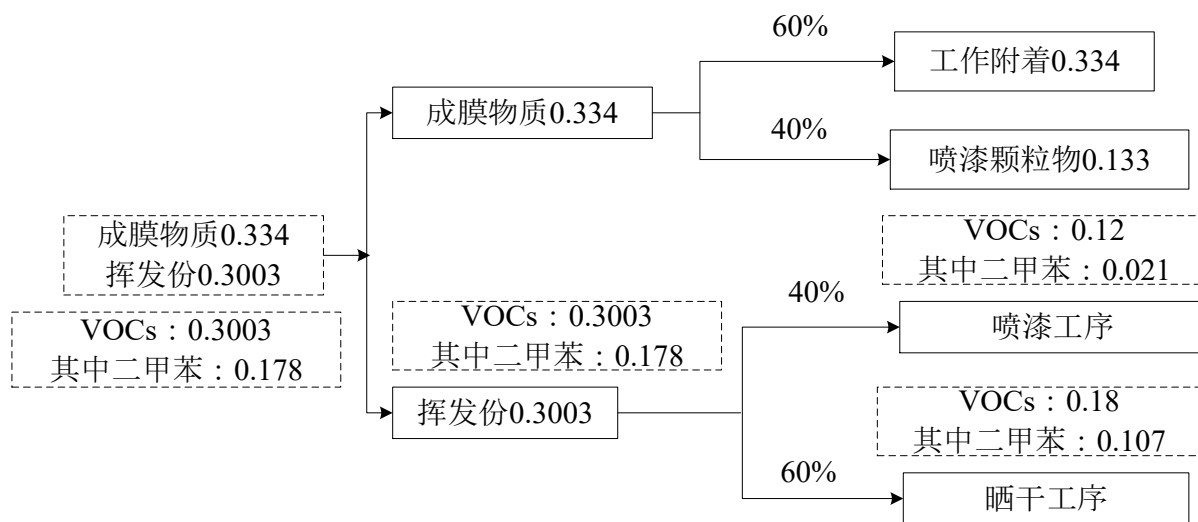 60%
工作附着0.334
成膜物质0.334
40%
喷漆颗粒物0.133
成膜物质0.334
挥发份0.3003
VOCs：0.3003
其中二甲苯：0.178
VOCs：0.3003
其中二甲苯：0.178
挥发份0.3003
VOCs：0.12
其中二甲苯：0.021
40%
喷漆工序
VOCs：0.18
其中二甲苯：0.107
60%
晒干工序